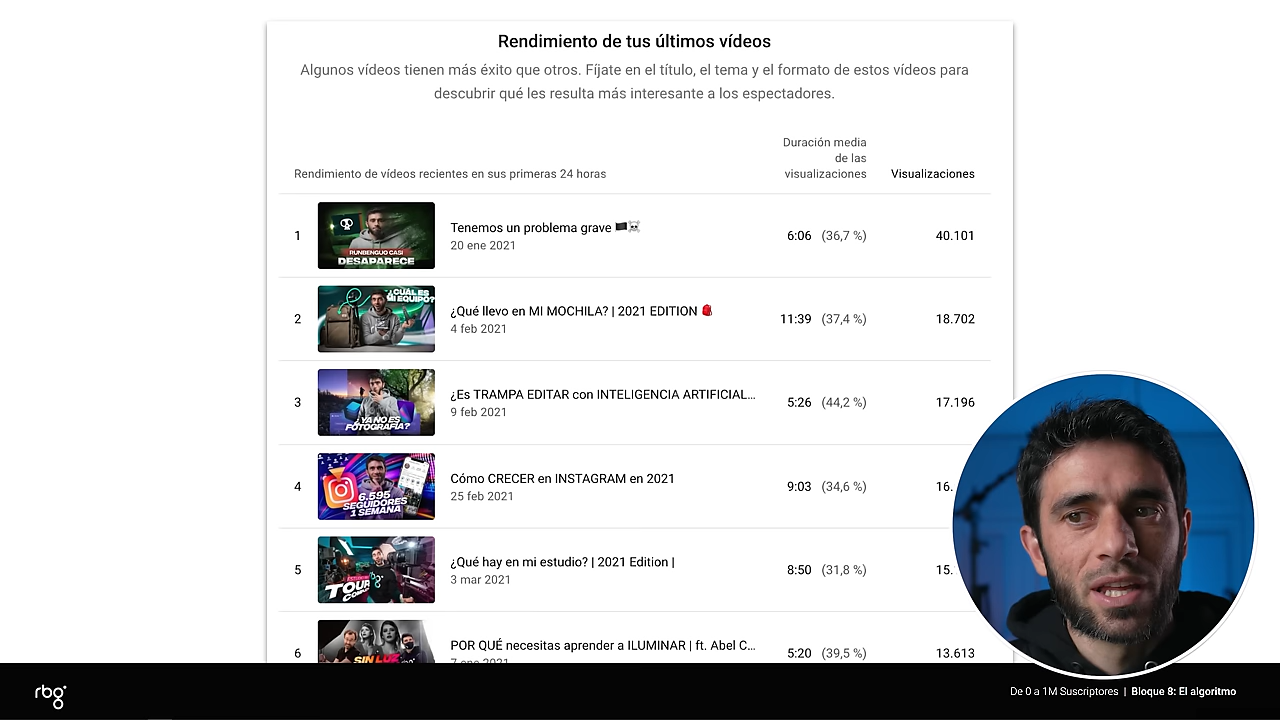 Rendimiento de tus últimos vídeos
Algunos vídeos tienen más éxito que otros. Fíjate en el título, el tema y el formato de estos vídeos para
descubrir qué les resulta más interesante a los espectadores.
Duración media
de las
Rendimiento de vídeos recientes en sus primeras 24 horas visualizaciones Visualizaciones
1 Tenemos un problema grave 🏴☠️ 6:06 (36,7 %) 40.101
20 ene 2021
RUNBENGUO CASI
DESAPARECE
2 ¿Qué llevo en MI MOCHILA? | 2021 EDITION 🎒 11:39 (37,4 %) 18.702
4 feb 2021
¿CUÁL ES
MI EQUIPO?
3 ¿Es TRAMPA EDITAR con INTELIGENCIA ARTIFICIAL... 5:26 (44,2 %) 17.196
9 feb 2021
¿YA NO ES
FOTOGRAFÍA?
4 Cómo CRECER en INSTAGRAM en 2021 9:03 (34,6 %) 16.
25 feb 2021
6.595
SEGUIDORES
1 SEMANA
5 ¿Qué hay en mi estudio? | 2021 Edition | 8:50 (31,8 %) 15.
3 mar 2021
TOUR
6 POR QUÉ necesitas aprender a ILUMINAR | ft. Abel C... 5:20 (39,5 %) 13.613
7 ene 2021
SIN LUZ
rbg
De 0 a 1M Suscriptores | Bloque 8: El algoritmo